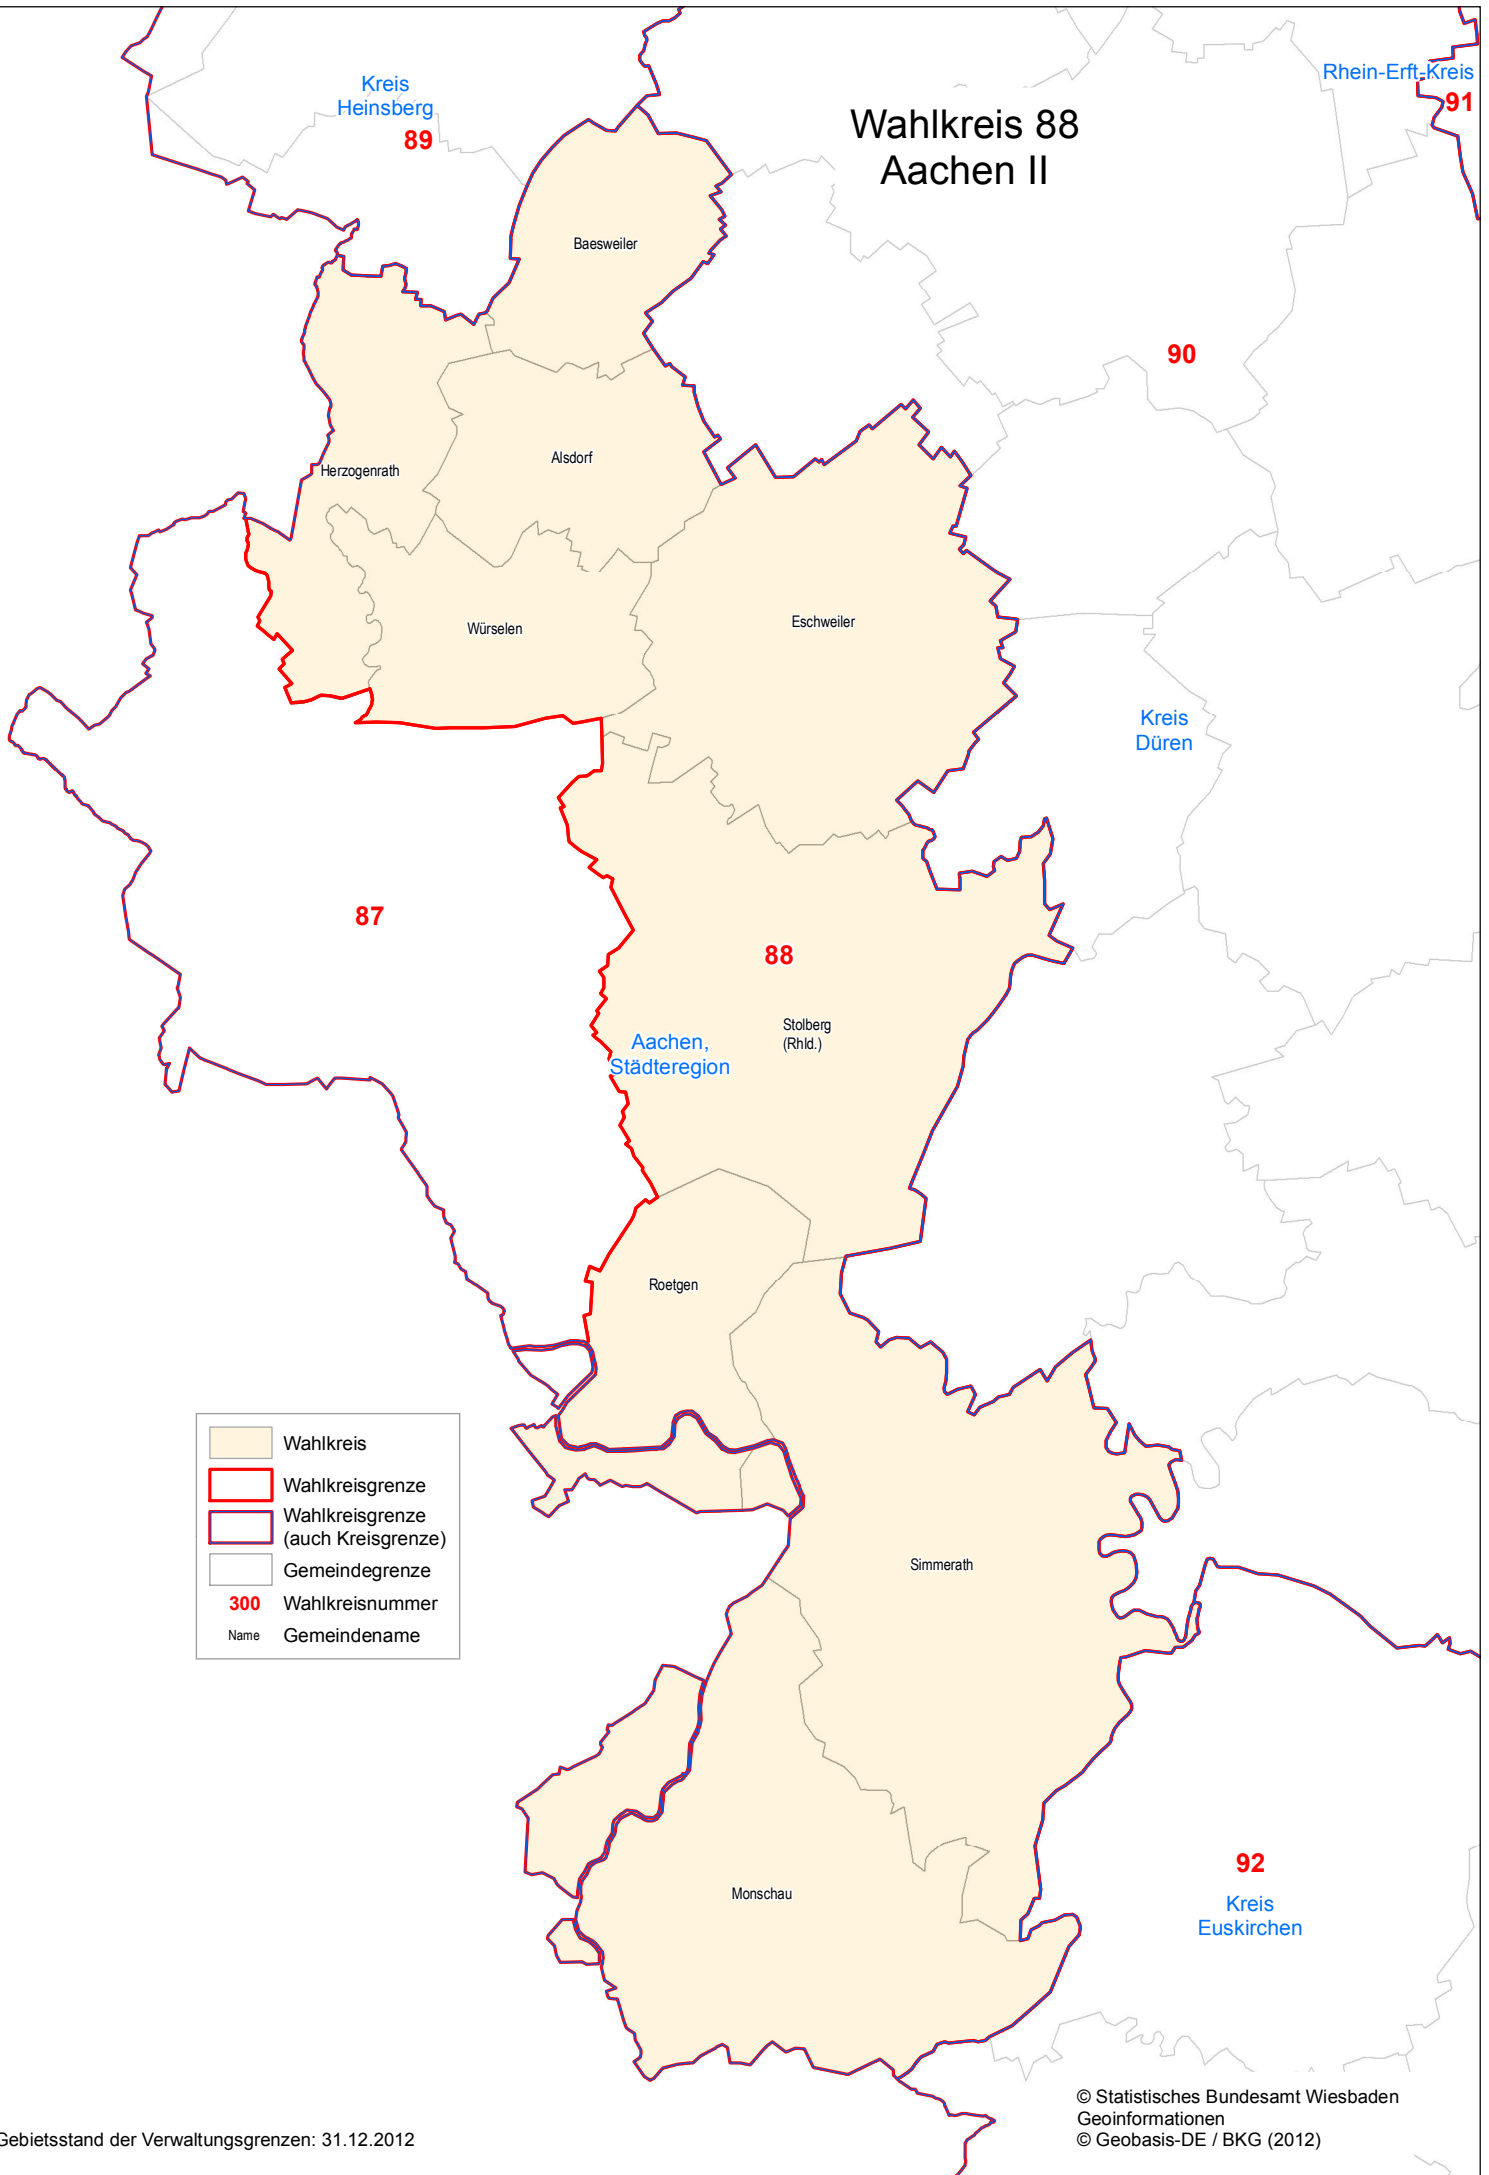 Wahlkreis 88
Aachen II
Kreis
Heinsberg
89
Rhein-Erft-Kreis
91
Baesweiler
90
Herzogenrath
Alsdorf
Würselen
Eschweiler
Kreis
Düren
87
88
Stolberg
(Rhld.)
Aachen,
Städteregion
Roetgen
Wahlkreis
Wahlkreisgrenze
Wahlkreisgrenze
(auch Kreisgrenze)
Gemeindegrenze
300 Wahlkreisnummer
Name Gemeindename
Simmerath
Monschau
92
Kreis
Euskirchen
© Statistisches Bundesamt Wiesbaden
Geoinformationen
© Geobasis-DE / BKG (2012)
Gebietsstand der Verwaltungsgrenzen: 31.12.2012